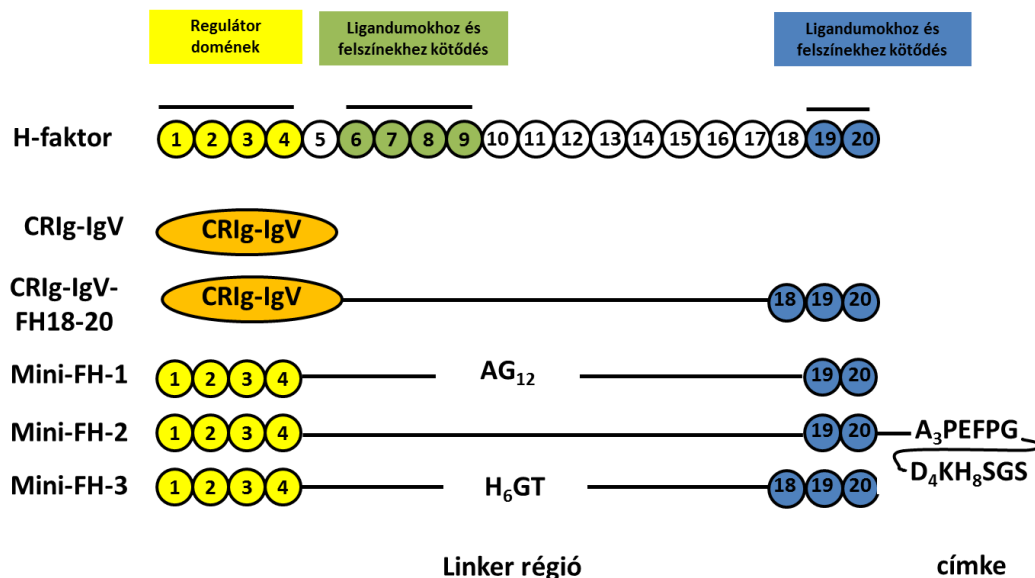 Regulátor
domének
Ligandumokhoz és
felszínekhez kötődés
Ligandumokhoz és
felszínekhez kötődés
H-faktor
1 2 3 4 5 6 7 8 9 10 11 12 13 14 15 16 17 18 19 20
CRIg-IgV
CRIg-IgV
CRIg-IgV-
FH18-20
CRIg-IgV
18 19 20
Mini-FH-1
1 2 3 4 AG₁₂ 19 20
Mini-FH-2
1 2 3 4 19 20 A₃PEFPG
D₄KH₈SGS
Mini-FH-3
1 2 3 4 H₆GT 18 19 20
Linker régió
címke